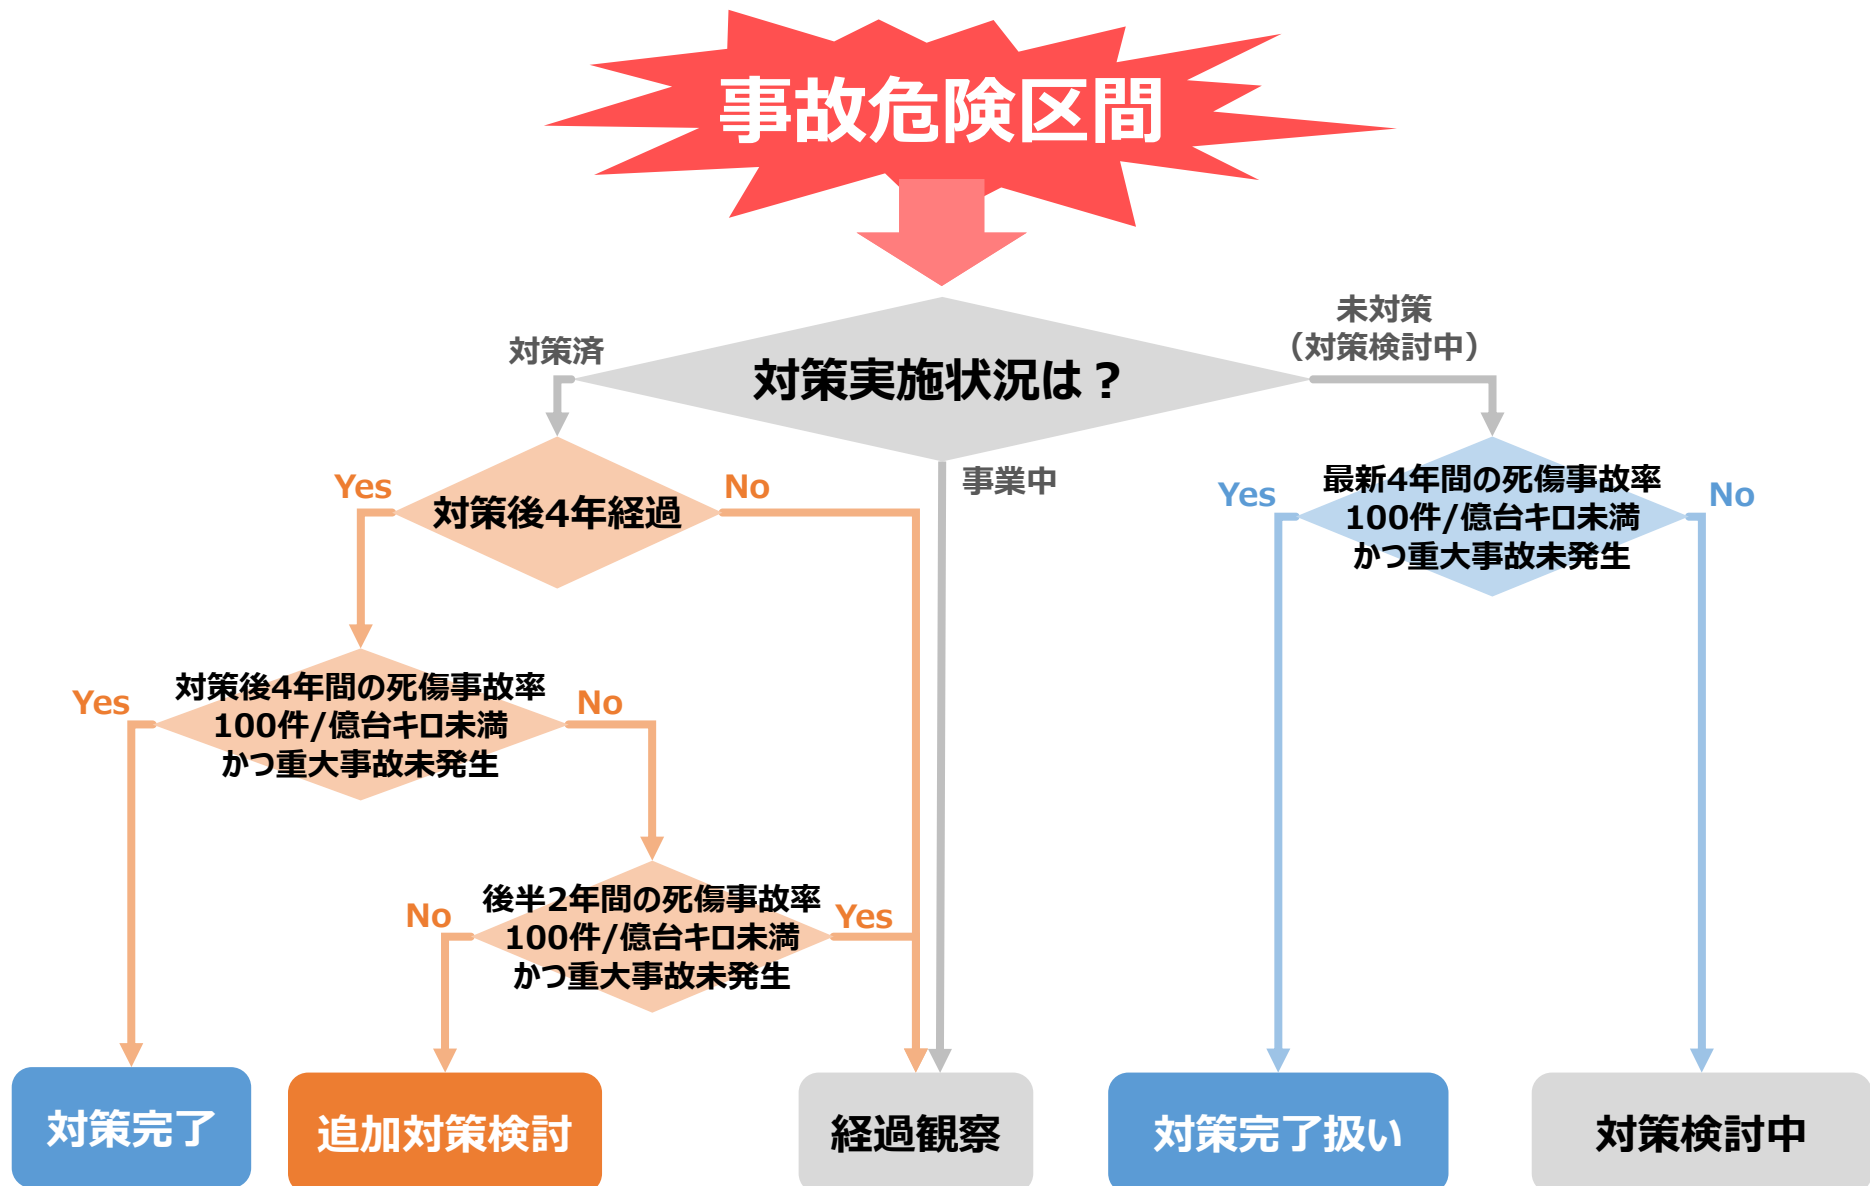 事故危険区間
対策実施状況は？
対策済
未対策
（対策検討中）
事業中
対策後4年経過
Yes
No
最新4年間の死傷事故率
100件/億台キロ未満
かつ重大事故未発生
Yes
No
対策後4年間の死傷事故率
100件/億台キロ未満
かつ重大事故未発生
Yes
No
後半2年間の死傷事故率
100件/億台キロ未満
かつ重大事故未発生
No
Yes
対策完了
追加対策検討
経過観察
対策完了扱い
対策検討中